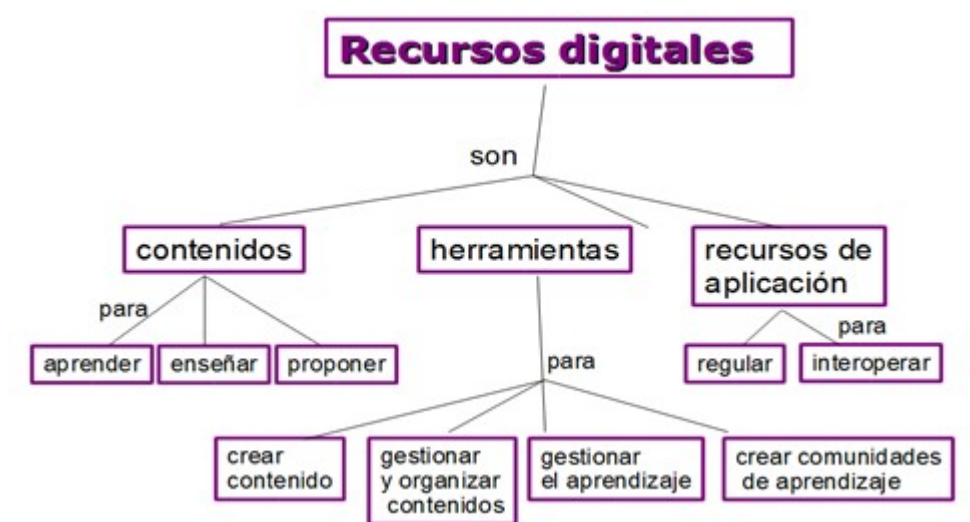 Recursos digitales
son
contenidos
herramientas
recursos de
aplicación
para
aprender
enseñar
proponer
para
regular
interoperar
para
crear
contenido
gestionar
y organizar
contenidos
gestionar
el aprendizaje
crear comunidades
de aprendizaje